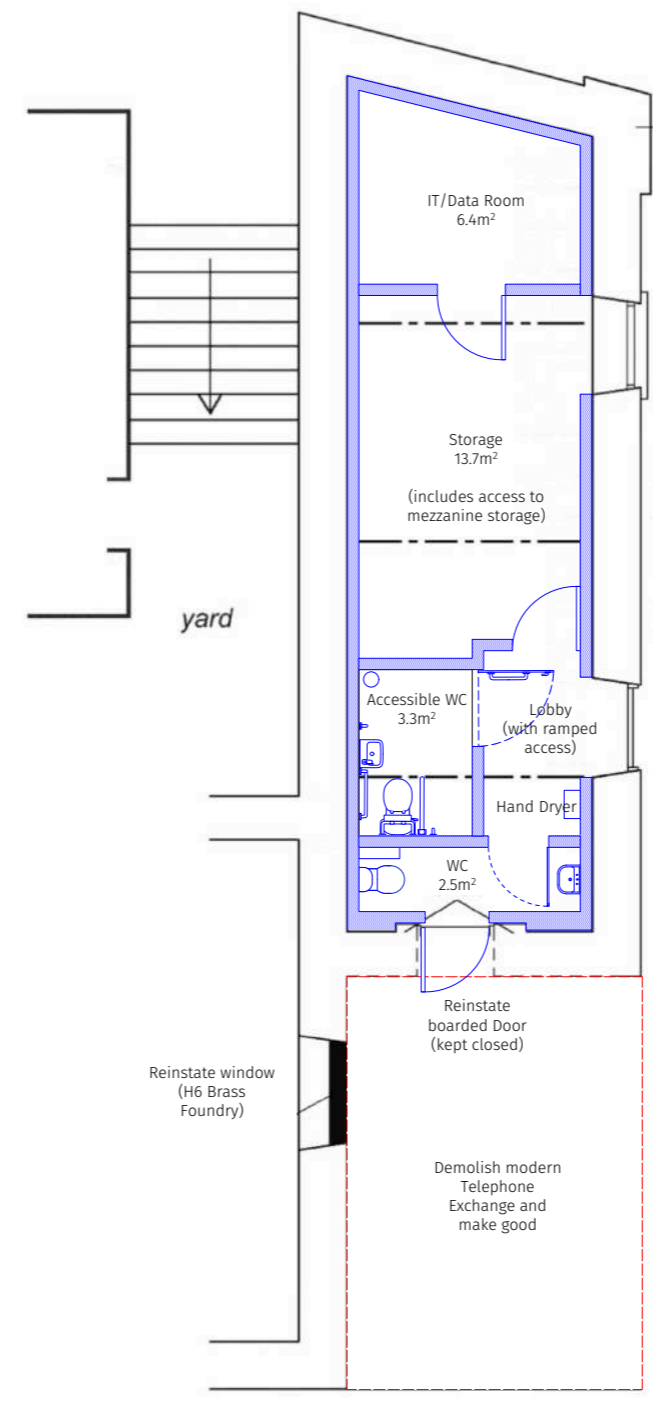 IT/Data Room
6.4m²
Storage
13.7m²
(includes access to
mezzanine storage)
yard
Accessible WC
3.3m²
Lobby
(with ramped
access)
Hand Dryer
WC
2.5m²
Reinstate
boarded Door
(kept closed)
Reinstate window
(H6 Brass
Foundry)
Demolish modern
Telephone
Exchange and
make good